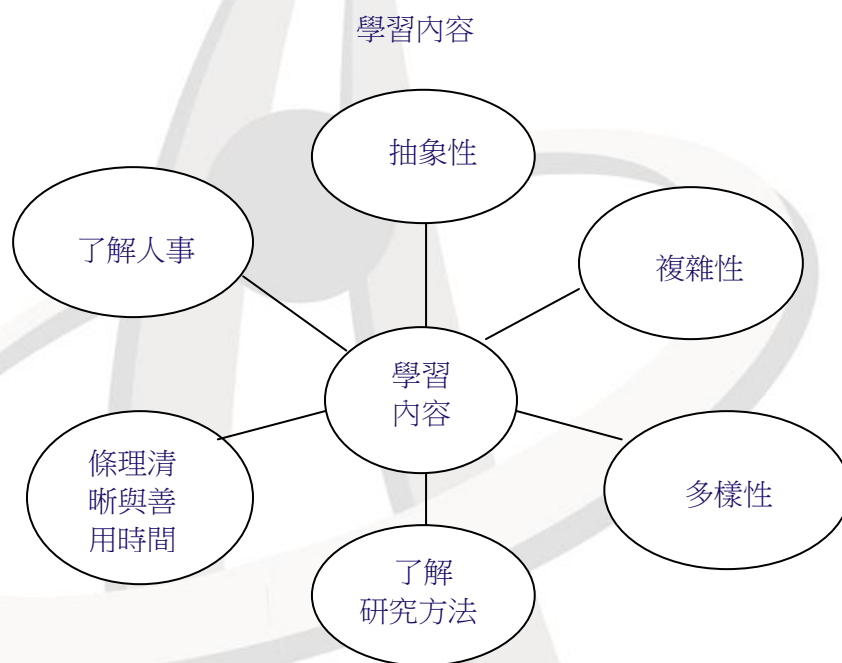 學習內容
抽象性
了解人事
複雜性
學習
內容
條理清
晰與善
用時間
多樣性
了解
研究方法